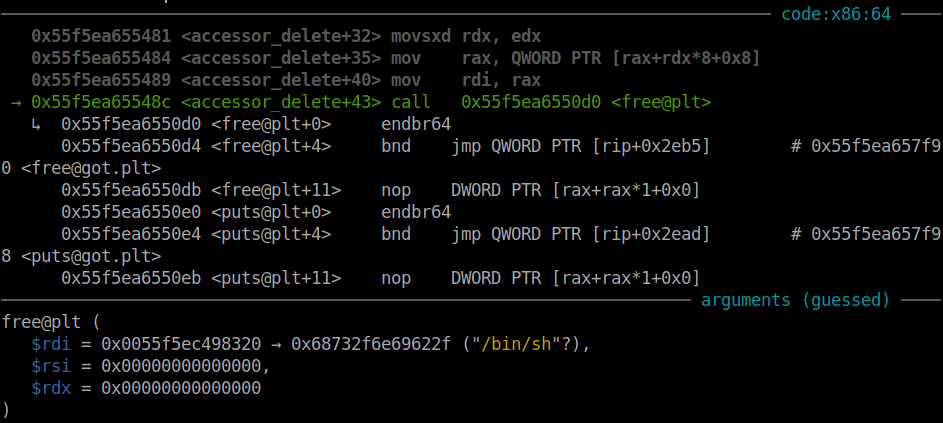 code:x86:64
0x55f5ea655481 <accessor_delete+32> movsxd rdx, edx
0x55f5ea655484 <accessor_delete+35> mov    rax, QWORD PTR [rax+rdx*8+0x8]
0x55f5ea655489 <accessor_delete+40> mov    rdi, rax
→ 0x55f5ea65548c <accessor_delete+43> call   0x55f5ea6550d0 <free@plt>
↳  0x55f5ea6550d0 <free@plt+0>     endbr64
0x55f5ea6550d4 <free@plt+4>     bnd    jmp QWORD PTR [rip+0x2eb5]        # 0x55f5ea657f9
0 <free@got.plt>
0x55f5ea6550db <free@plt+11>    nop    DWORD PTR [rax+rax*1+0x0]
0x55f5ea6550e0 <puts@plt+0>     endbr64
0x55f5ea6550e4 <puts@plt+4>     bnd    jmp QWORD PTR [rip+0x2ead]        # 0x55f5ea657f9
8 <puts@got.plt>
0x55f5ea6550eb <puts@plt+11>    nop    DWORD PTR [rax+rax*1+0x0]
arguments (guessed)
free@plt (
$rdi = 0x0055f5ec498320 → 0x68732f6e69622f ("/bin/sh"?),
$rsi = 0x00000000000000,
$rdx = 0x00000000000000
)